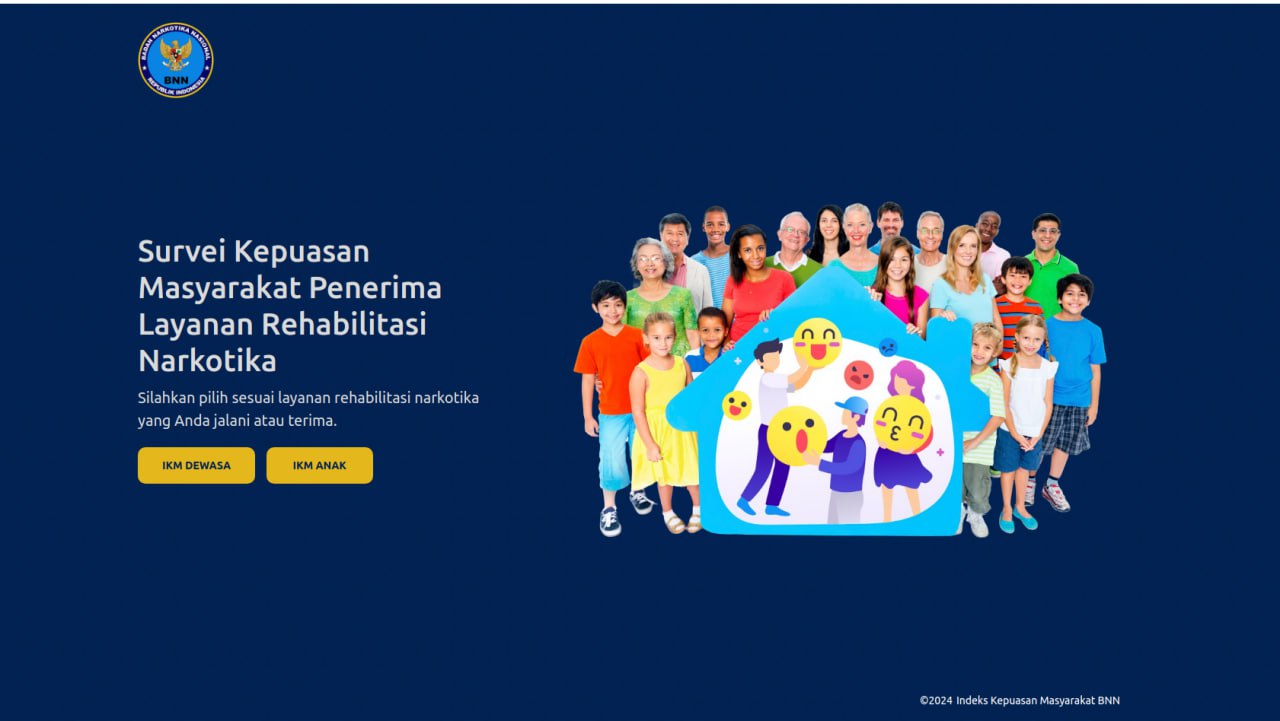 BADAN NARKOTIKA NASIONAL
BNN
REPUBLIK INDONESIA
Survei Kepuasan
Masyarakat Penerima
Layanan Rehabilitasi
Narkotika
Silahkan pilih sesuai layanan rehabilitasi narkotika
yang Anda jalani atau terima.
IKM DEWASA
IKM ANAK
©2024 Indeks Kepuasan Masyarakat BNN